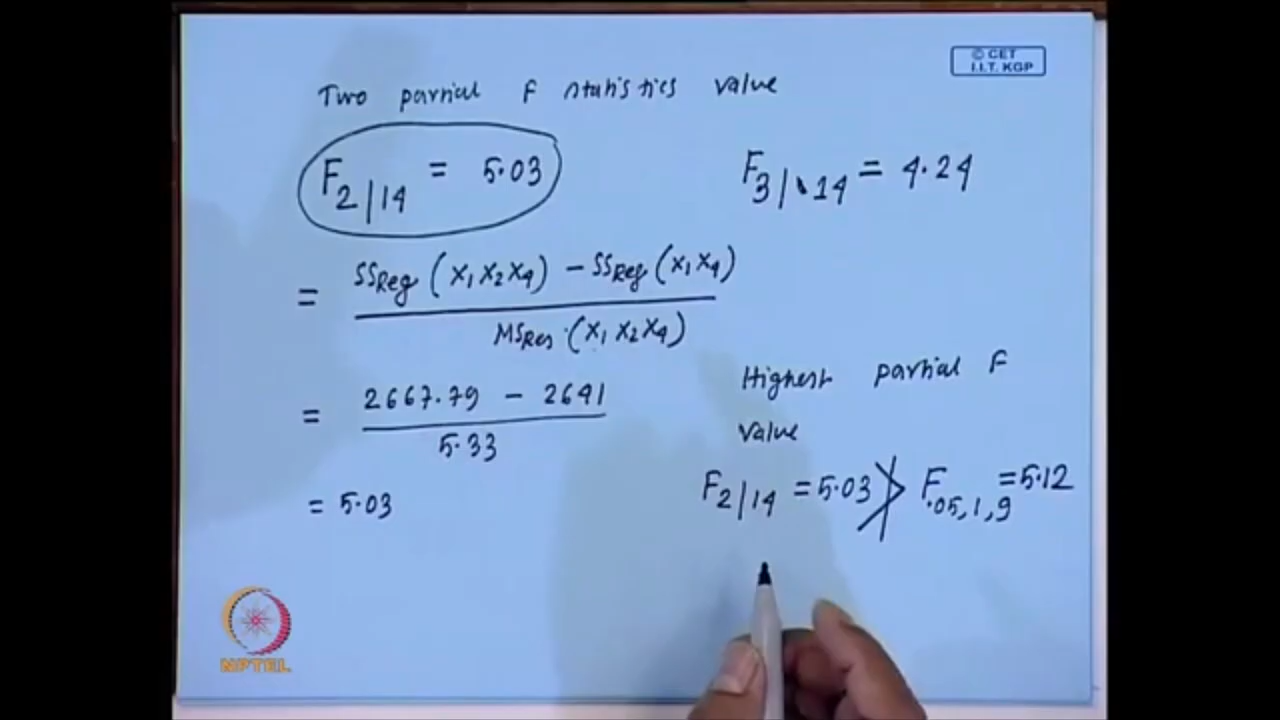 © CET
I.I.T. KGP
Two partial F statistics value
F2/14 = 5.03
F3/14 = 4.24
= SSReg (X1 X2 X4) - SSReg (X1 X4)
MSRes (X1 X2 X4)
= 2667.79 - 2641
5.33
= 5.03
Highest partial F
value
F2/14 = 5.03 > F.05,1,9 = 5.12
NPTEL